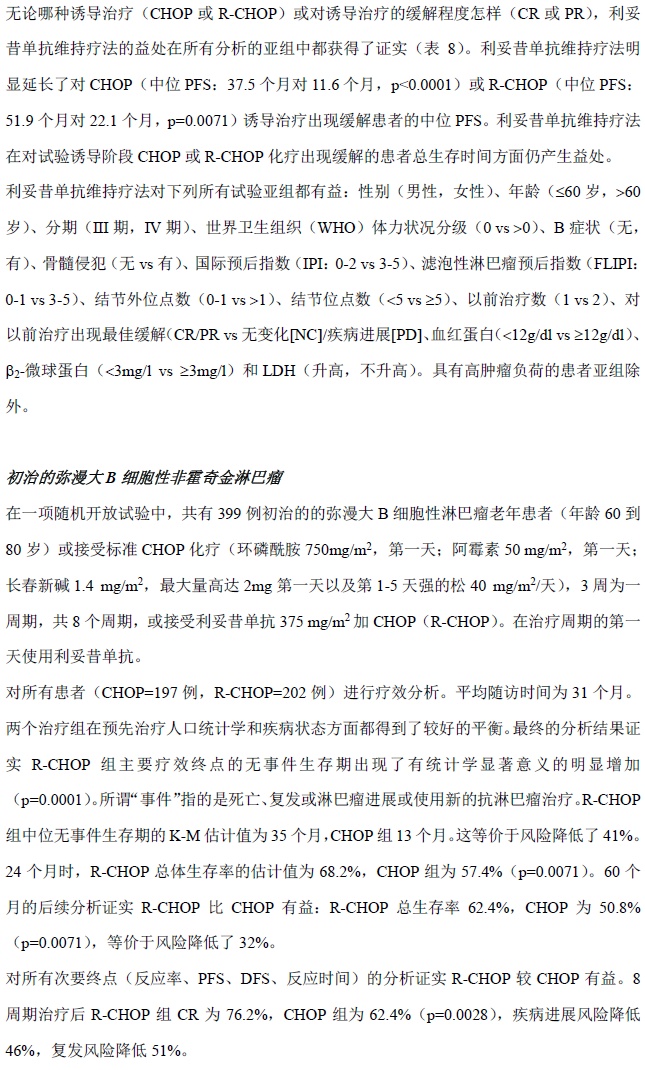 无论哪种诱导治疗（CHOP 或 R-CHOP）或对诱导治疗的缓解程度怎样（CR 或 PR），利妥
昔单抗维持疗法的益处在所有分析的亚组中都获得了证实（表 8）。利妥昔单抗维持疗法明
显延长了对 CHOP（中位 PFS：37.5 个月对 11.6 个月，p<0.0001）或 R-CHOP（中位 PFS：
51.9 个月对 22.1 个月，p=0.0071）诱导治疗出现缓解患者的中位 PFS。利妥昔单抗维持疗法
在对试验诱导阶段 CHOP 或 R-CHOP 化疗出现缓解的患者总生存时间方面仍产生益处。
利妥昔单抗维持疗法对下列所有试验亚组都有益：性别（男性，女性）、年龄（≤60 岁，>60
岁）、分期（III 期，IV 期）、世界卫生组织（WHO）体力状况分级（0 vs >0）、B 症状（无，
有）、骨髓侵犯（无 vs 有）、国际预后指数（IPI：0-2 vs 3-5）、滤泡性淋巴瘤预后指数（FLIPI：
0-1 vs 3-5）、结节外位点数（0-1 vs >1）、结节位点数（<5 vs ≥5）、以前治疗数（1 vs 2）、对
以前治疗出现最佳缓解（CR/PR vs 无变化[NC]/疾病进展[PD]、血红蛋白（<12g/dl vs ≥12g/dl）、
β₂-微球蛋白（<3mg/l vs ≥3mg/l）和 LDH（升高，不升高）。具有高肿瘤负荷的患者亚组除
外。
初治的弥漫大 B 细胞性非霍奇金淋巴瘤
在一项随机开放试验中，共有 399 例初治的的弥漫大 B 细胞性淋巴瘤老年患者（年龄 60 到
80 岁）或接受标准 CHOP 化疗（环磷酰胺 750mg/m²，第一天；阿霉素 50 mg/m²，第一天；
长春新碱 1.4 mg/m²，最大量高达 2mg 第一天以及第 1-5 天强的松 40 mg/m²/天），3 周为一
周期，共 8 个周期，或接受利妥昔单抗 375 mg/m² 加 CHOP（R-CHOP）。在治疗周期的第一
天使用利妥昔单抗。
对所有患者（CHOP=197 例，R-CHOP=202 例）进行疗效分析。平均随访时间为 31 个月。
两个治疗组在预先治疗人口统计学和疾病状态方面都得到了较好的平衡。最终的分析结果证
实 R-CHOP 组主要疗效终点的无事件生存期出现了有统计学显著意义的明显增加
（p=0.0001）。所谓“事件”指的是死亡、复发或淋巴瘤进展或使用新的抗淋巴瘤治疗。R-CHOP
组中位无事件生存期的 K-M 估计值为 35 个月，CHOP 组 13 个月。这等价于风险降低了 41%。
24 个月时，R-CHOP 总体生存率的估计值为 68.2%，CHOP 组为 57.4%（p=0.0071）。60 个
月的后续分析证实 R-CHOP 比 CHOP 有益：R-CHOP 总生存率 62.4%，CHOP 为 50.8%
（p=0.0071），等价于风险降低了 32%。
对所有次要终点（反应率、PFS、DFS、反应时间）的分析证实 R-CHOP 较 CHOP 有益。8
周期治疗后 R-CHOP 组 CR 为 76.2%，CHOP 组为 62.4%（p=0.0028），疾病进展风险降低
46%，复发风险降低 51%。